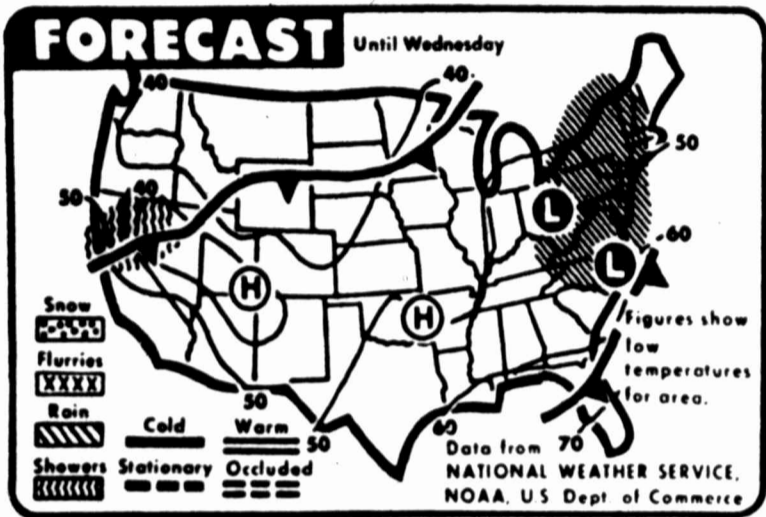 FORECAST Until Wednesday
40 40
50
50 40
L
60
L
H
H
Snow
Flurries
Rain
Showers
Cold Warm
Stationary Occluded
50
50
60
70
Figures show
low
temperatures
for area.
Data from
NATIONAL WEATHER SERVICE,
NOAA, U.S Dept. of Commerce